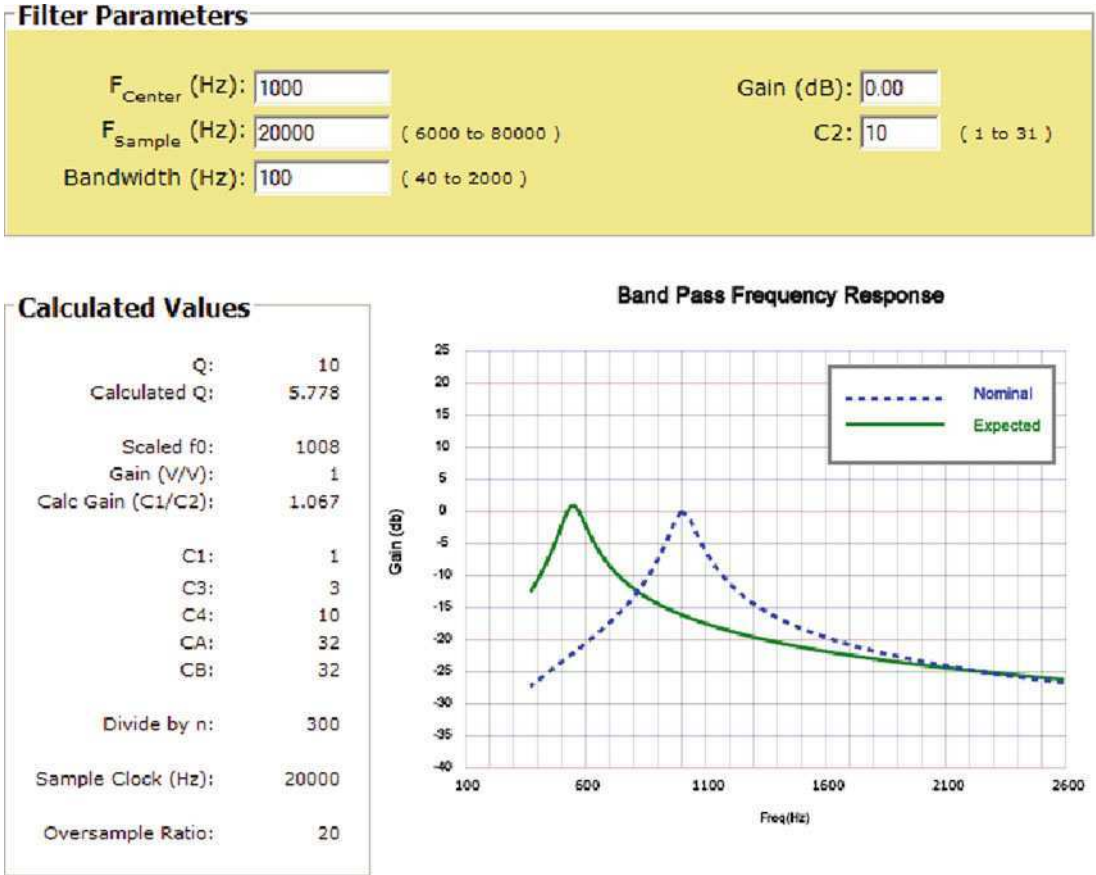 Filter Parameters
F Center (Hz): 1000
Gain (dB): 0.00
F Sample (Hz): 20000 ( 6000 to 80000 )
C2: 10 ( 1 to 31 )
Bandwidth (Hz): 100 ( 40 to 2000 )
Calculated Values
Q: 10
Calculated Q: 5.778
Scaled f0: 1008
Gain (V/V): 1
Calc Gain (C1/C2): 1.067
C1: 1
C3: 3
C4: 10
CA: 32
CB: 32
Divide by n: 300
Sample Clock (Hz): 20000
Oversample Ratio: 20
Band Pass Frequency Response
Nominal
Expected
Gain (db)
25
20
15
10
5
0
-5
-10
-15
-20
-25
-30
-35
-40
100 600 1100 1600 2100 2600
Freq(Hz)